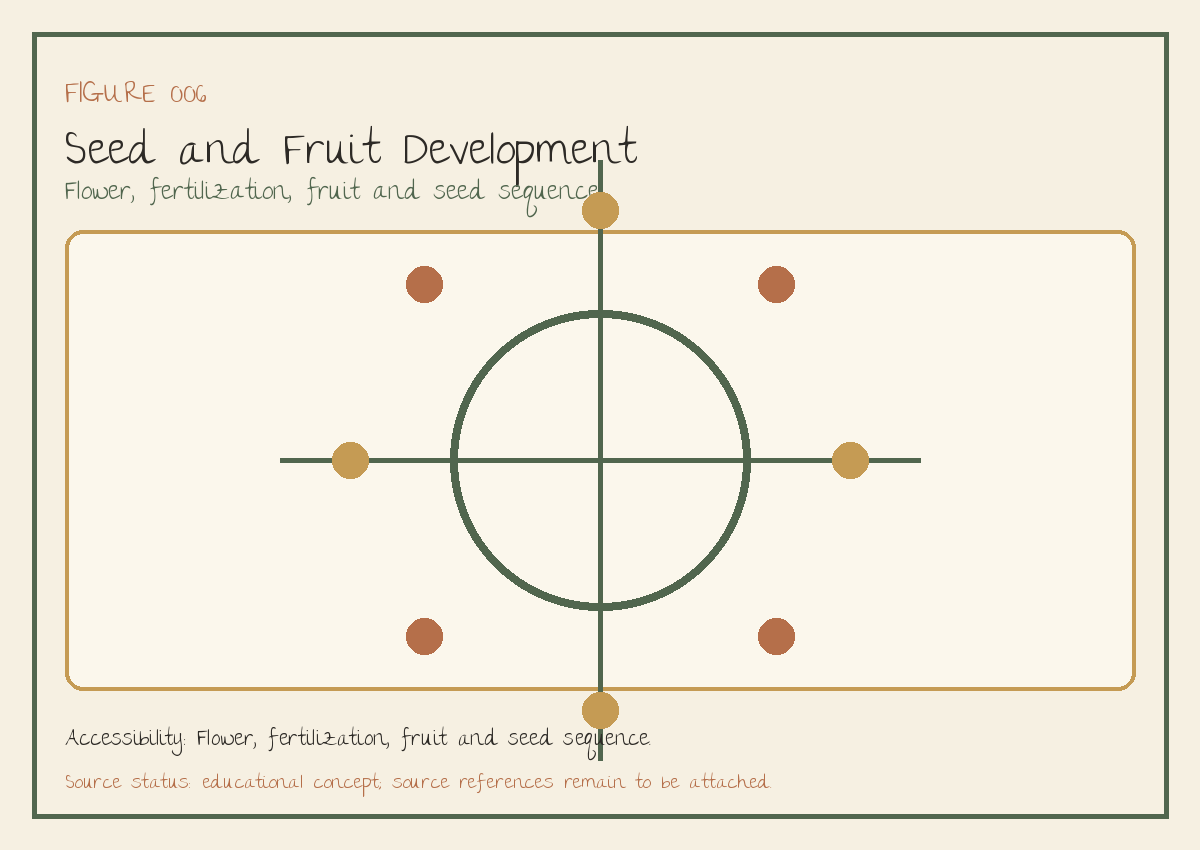 FIGURE 006
Seed and Fruit Development
Flower, fertilization, fruit and seed sequence
Accessibility: Flower, fertilization, fruit and seed sequence.
Source status: educational concept; source references remain to be attached.